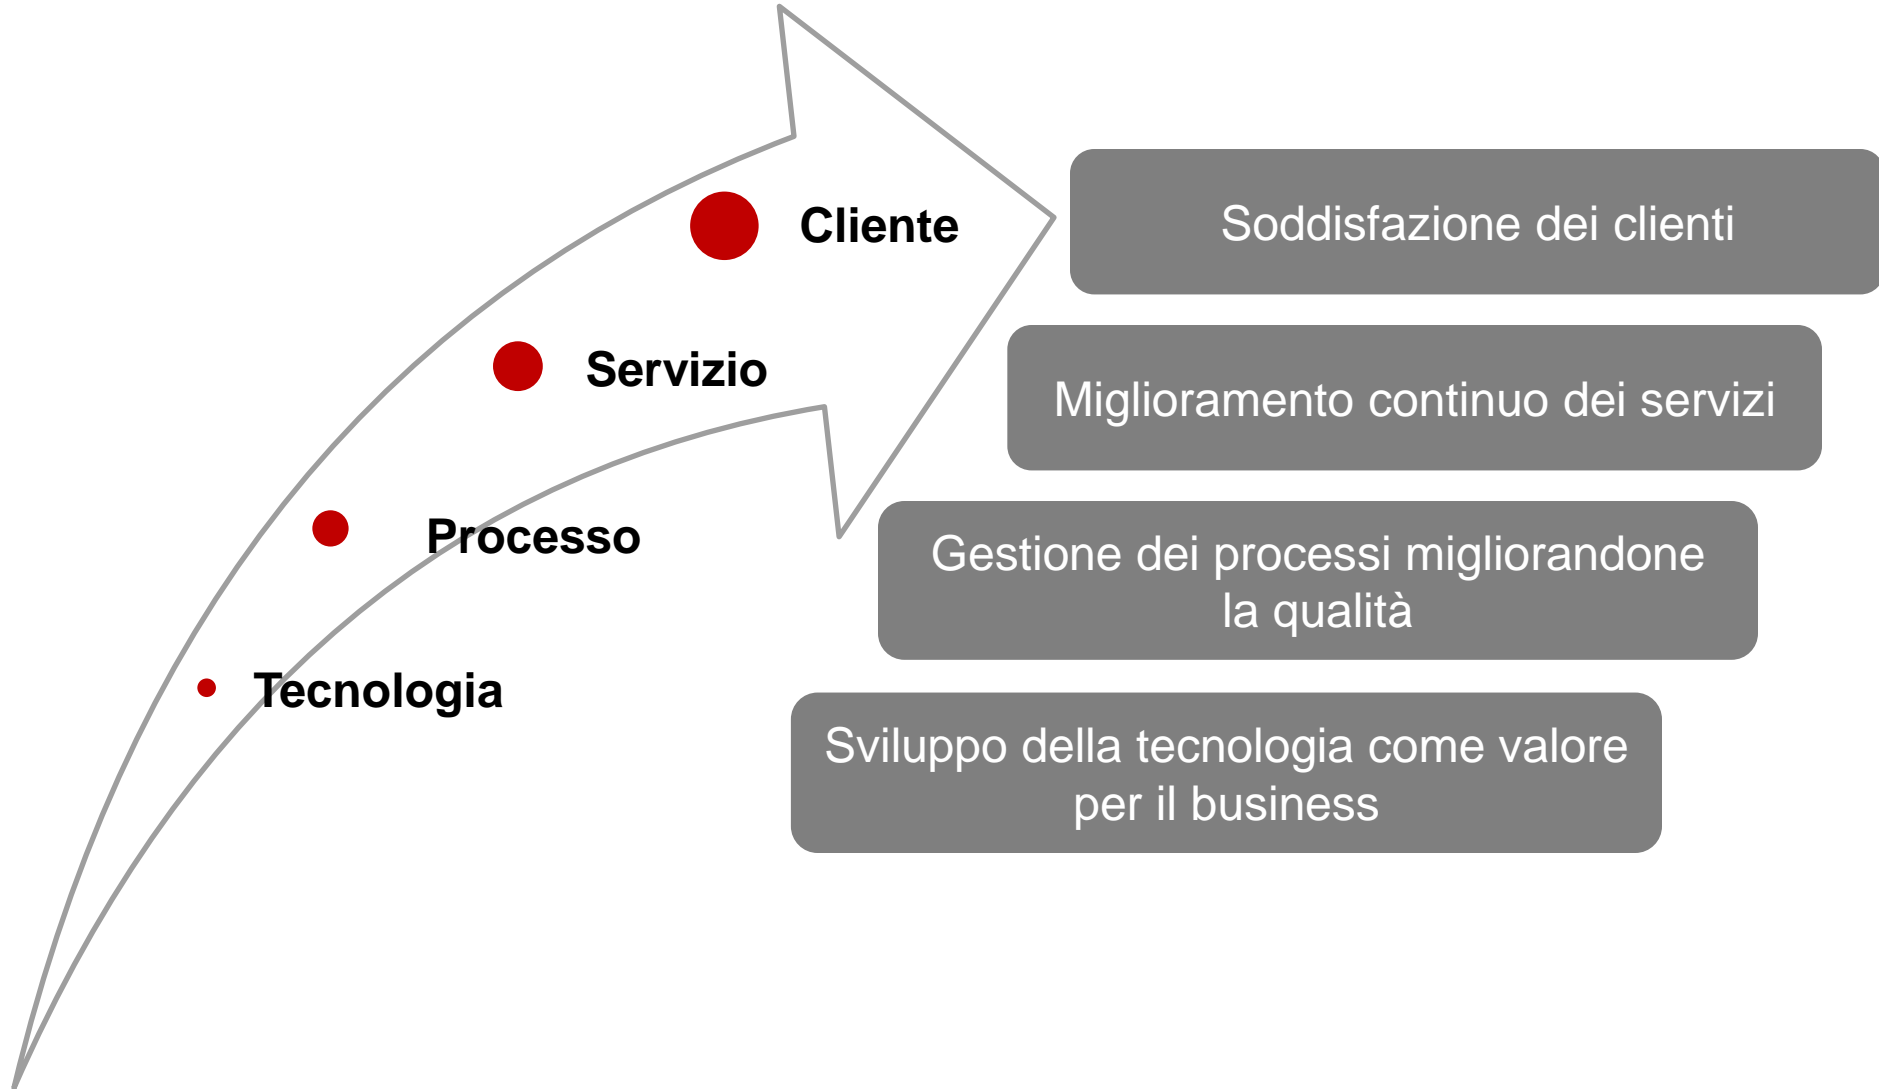 Cliente
Soddisfazione dei clienti
Servizio
Miglioramento continuo dei servizi
Processo
Gestione dei processi migliorandone
la qualità
Tecnologia
Sviluppo della tecnologia come valore
per il business